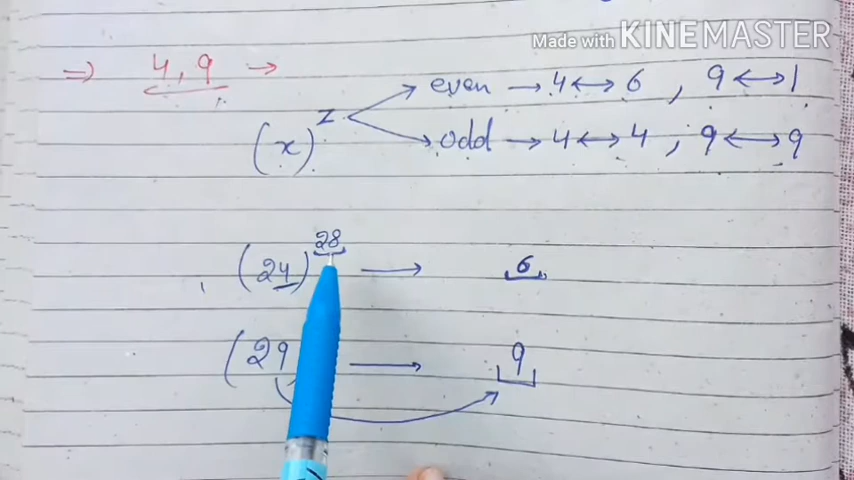 Made with KINEMASTER
⇒ 4, 9 →
(x)^z even → 4 ↔ 6, 9 ↔ 1
odd → 4 ↔ 4, 9 ↔ 9
(24)^28 → 6
(29 → 9